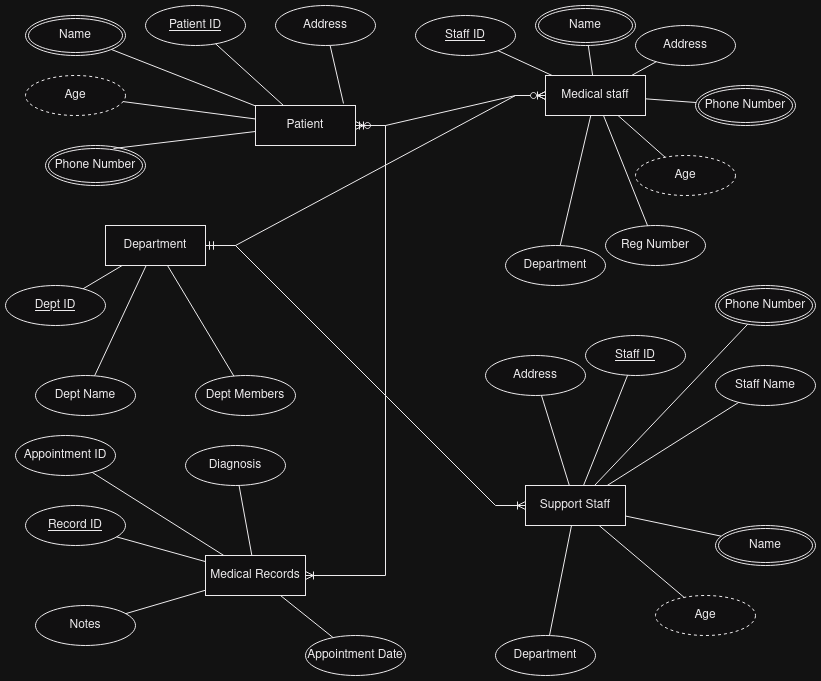 Name
Patient ID
Address
Staff ID
Name
Address
Age
Medical staff
Phone Number
Patient
Phone Number
Age
Department
Department
Reg Number
Dept ID
Phone Number
Staff ID
Address
Staff Name
Dept Name
Dept Members
Appointment ID
Diagnosis
Record ID
Support Staff
Name
Medical Records
Notes
Age
Appointment Date
Department